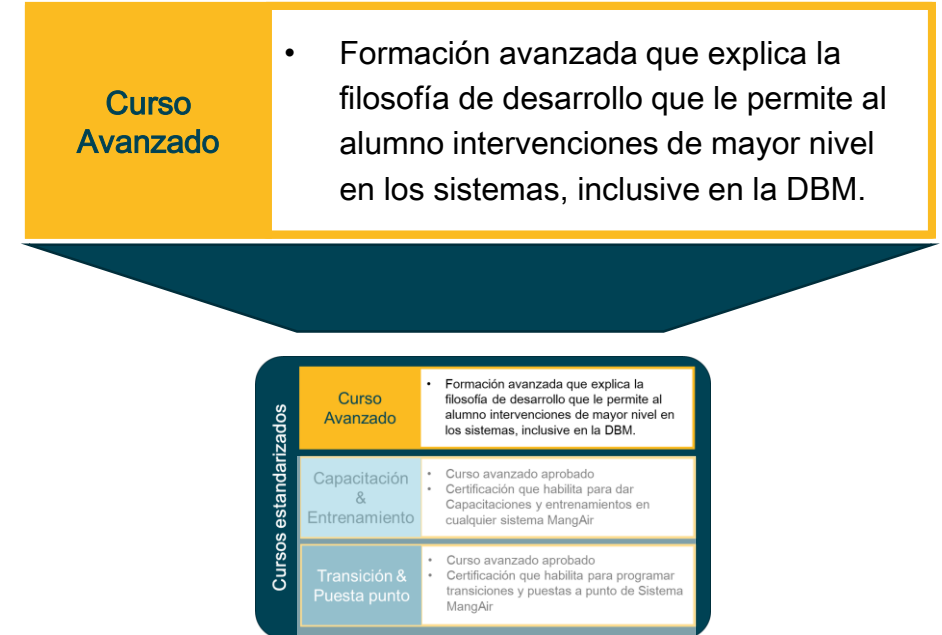 Curso
Avanzado
• Formación avanzada que explica la
filosofía de desarrollo que le permite al
alumno intervenciones de mayor nivel
en los sistemas, inclusive en la DBM.
Cursos estandarizados
Curso
Avanzado
• Formación avanzada que explica la
filosofía de desarrollo que le permite al
alumno intervenciones de mayor nivel en
los sistemas, inclusive en la DBM.
Capacitación
&
Entrenamiento
• Curso avanzado aprobado
• Certificación que habilita para dar
Capacitaciones y entrenamientos en
cualquier sistema MangAir
Transición &
Puesta punto
• Curso avanzado aprobado
• Certificación que habilita para programar
transiciones y puestas a punto de Sistema
MangAir